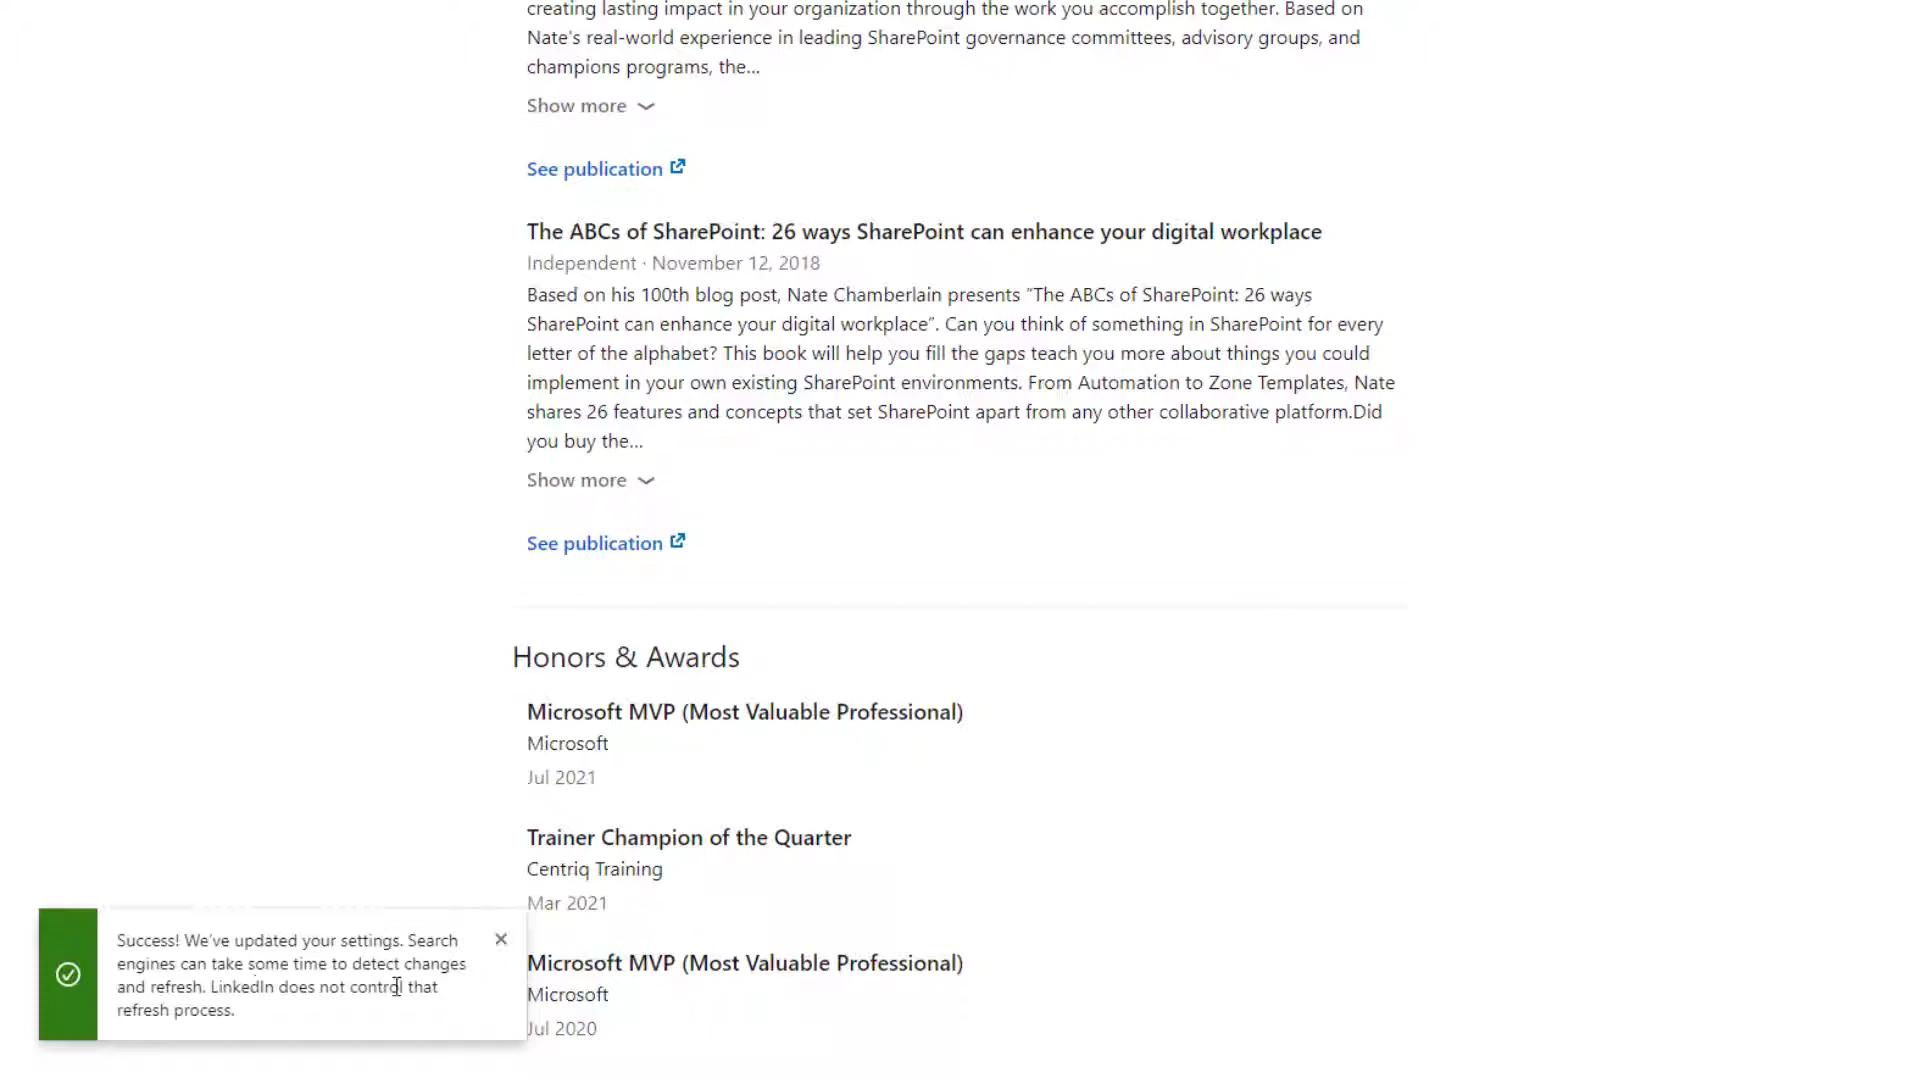 creating lasting impact in your organization through the work you accomplish together. Based on
Nate's real-world experience in leading SharePoint governance committees, advisory groups, and
champions programs, the...
Show more
See publication
The ABCs of SharePoint: 26 ways SharePoint can enhance your digital workplace
Independent · November 12, 2018
Based on his 100th blog post, Nate Chamberlain presents “The ABCs of SharePoint: 26 ways
SharePoint can enhance your digital workplace”. Can you think of something in SharePoint for every
letter of the alphabet? This book will help you fill the gaps teach you more about things you could
implement in your own existing SharePoint environments. From Automation to Zone Templates, Nate
shares 26 features and concepts that set SharePoint apart from any other collaborative platform.Did
you buy the...
Show more
See publication
Honors & Awards
Microsoft MVP (Most Valuable Professional)
Microsoft
Jul 2021
Trainer Champion of the Quarter
Centriq Training
Mar 2021
Microsoft MVP (Most Valuable Professional)
Microsoft
Jul 2020
Success! We've updated your settings. Search
engines can take some time to detect changes
and refresh. LinkedIn does not control that
refresh process.